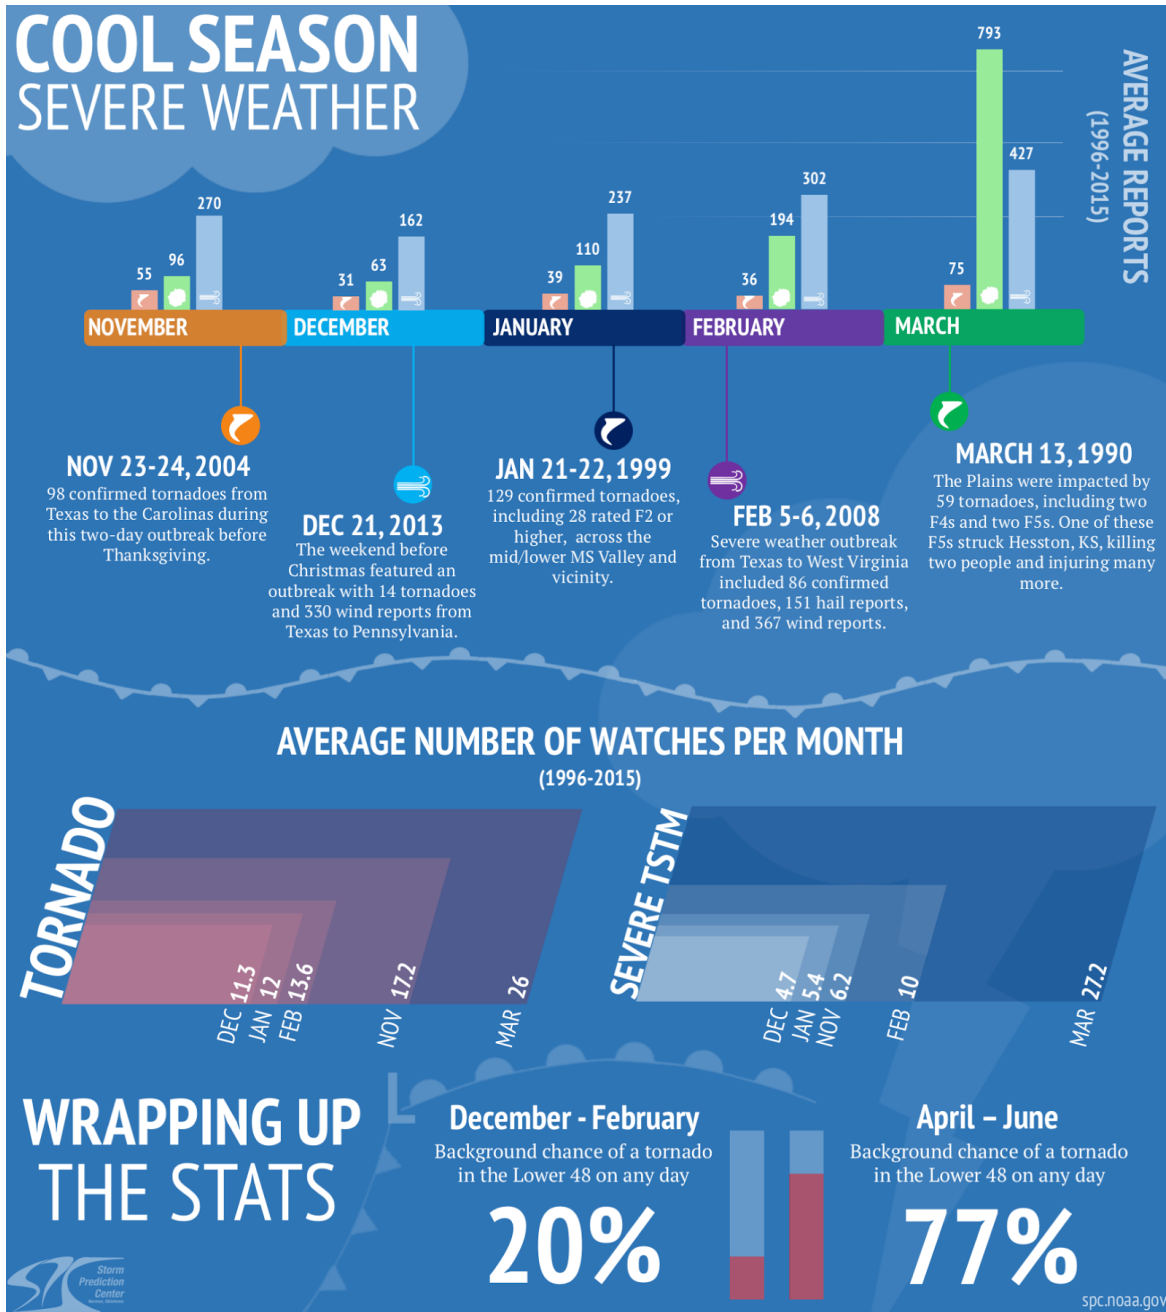 COOL SEASON
SEVERE WEATHER
AVERAGE REPORTS
(1996-2015)
55
96
270
31
63
162
39
110
237
36
194
302
75
793
427
NOVEMBER
DECEMBER
JANUARY
FEBRUARY
MARCH
NOV 23-24, 2004
98 confirmed tornadoes from
Texas to the Carolinas during
this two-day outbreak before
Thanksgiving.
DEC 21, 2013
The weekend before
Christmas featured an
outbreak with 14 tornadoes
and 330 wind reports from
Texas to Pennsylvania.
JAN 21-22, 1999
129 confirmed tornadoes,
including 28 rated F2 or
higher, across the
mid/lower MS Valley and
vicinity.
FEB 5-6, 2008
Severe weather outbreak
from Texas to West Virginia
included 86 confirmed
tornadoes, 151 hail reports,
and 367 wind reports.
MARCH 13, 1990
The Plains were impacted by
59 tornadoes, including two
F4s and two F5s. One of these
F5s struck Hesston, KS, killing
two people and injuring many
more.
AVERAGE NUMBER OF WATCHES PER MONTH
(1996-2015)
TORNADO
DEC 11.3
JAN 12
FEB 13.6
NOV 17.2
MAR 26
SEVERE TSTM
DEC 4.7
JAN 5.4
NOV 6.2
FEB 10
MAR 27.2
WRAPPING UP
THE STATS
L
December - February
Background chance of a tornado
in the Lower 48 on any day
20%
April – June
Background chance of a tornado
in the Lower 48 on any day
77%
Storm
Prediction
Center
spc.noaa.gov